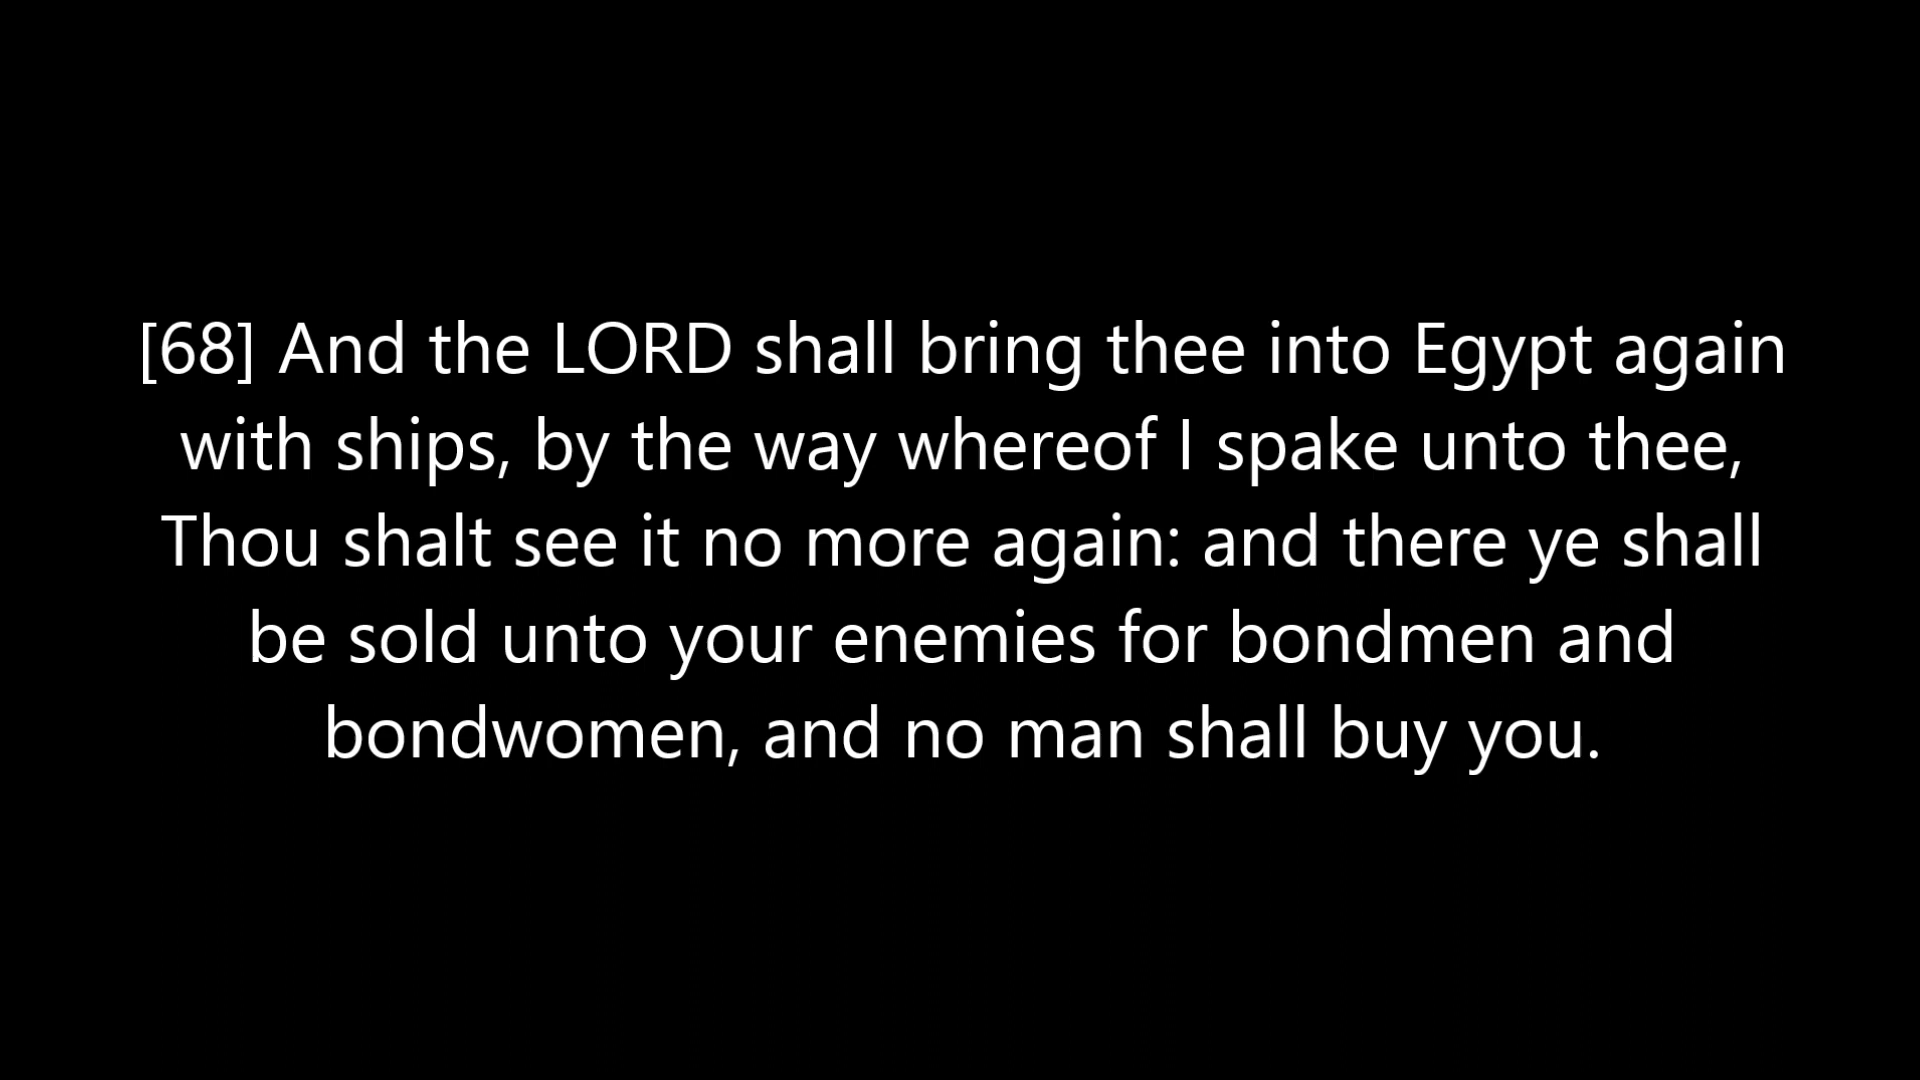 [68] And the LORD shall bring thee into Egypt again
with ships, by the way whereof I spake unto thee,
Thou shalt see it no more again: and there ye shall
be sold unto your enemies for bondmen and
bondwomen, and no man shall buy you.